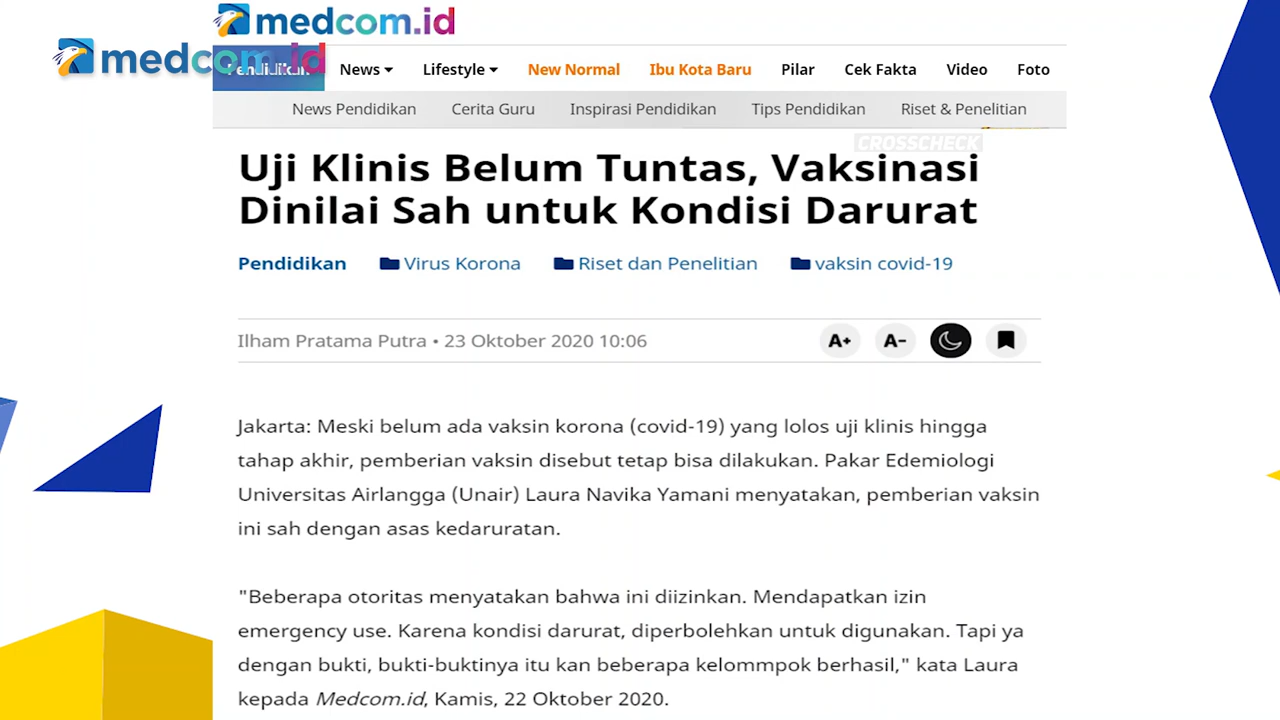 medcom.id
medcom.id
Pendidikan News Lifestyle New Normal Ibu Kota Baru Pilar Cek Fakta Video Foto
News Pendidikan Cerita Guru Inspirasi Pendidikan Tips Pendidikan Riset & Penelitian
CROSSCHECK
Uji Klinis Belum Tuntas, Vaksinasi
Dinilai Sah untuk Kondisi Darurat
Pendidikan Virus Korona Riset dan Penelitian vaksin covid-19
Ilham Pratama Putra • 23 Oktober 2020 10:06 A+ A-
Jakarta: Meski belum ada vaksin korona (covid-19) yang lolos uji klinis hingga
tahap akhir, pemberian vaksin disebut tetap bisa dilakukan. Pakar Edemiologi
Universitas Airlangga (Unair) Laura Navika Yamani menyatakan, pemberian vaksin
ini sah dengan asas kedaruratan.
"Beberapa otoritas menyatakan bahwa ini diizinkan. Mendapatkan izin
emergency use. Karena kondisi darurat, diperbolehkan untuk digunakan. Tapi ya
dengan bukti, bukti-buktinya itu kan beberapa kelommpok berhasil," kata Laura
kepada Medcom.id, Kamis, 22 Oktober 2020.